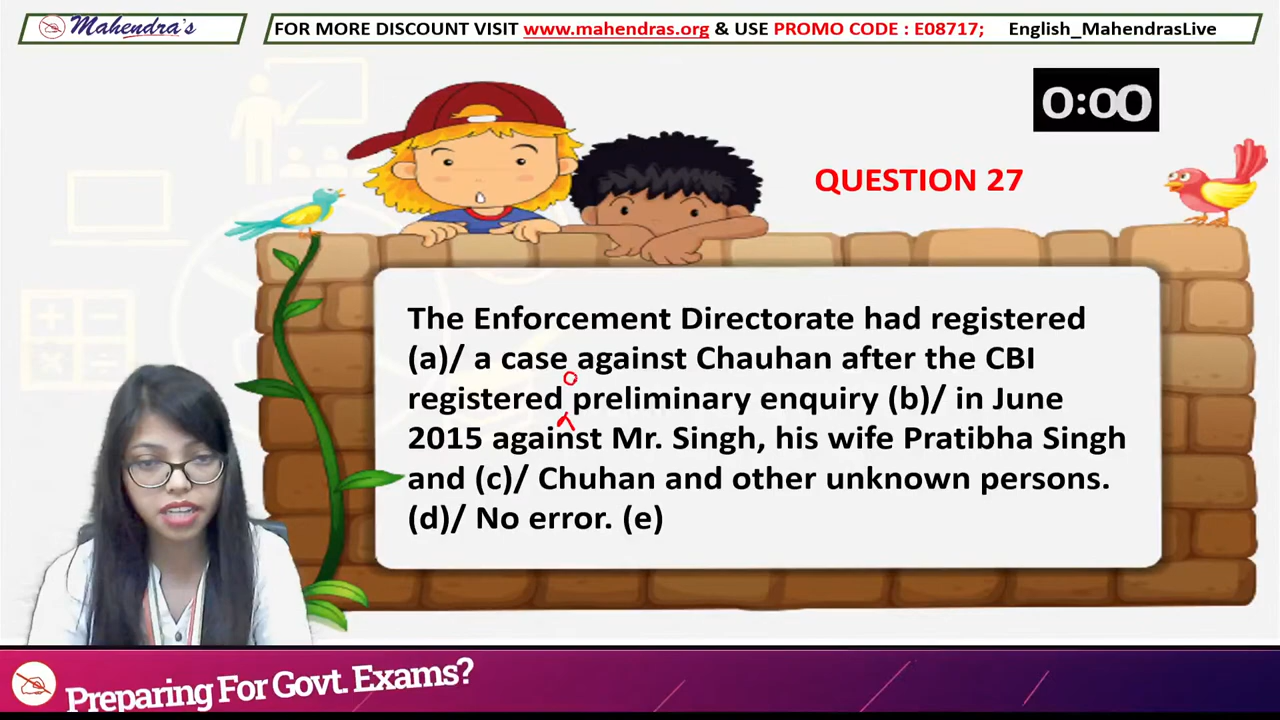 Mahendra's
FOR MORE DISCOUNT VISIT www.mahendras.org & USE PROMO CODE : E08717; English_MahendrasLive
0:00
QUESTION 27
The Enforcement Directorate had registered
(a)/ a case against Chauhan after the CBI
registered preliminary enquiry (b)/ in June
2015 against Mr. Singh, his wife Pratibha Singh
and (c)/ Chuhan and other unknown persons.
(d)/ No error. (e)
Preparing For Govt. Exams?